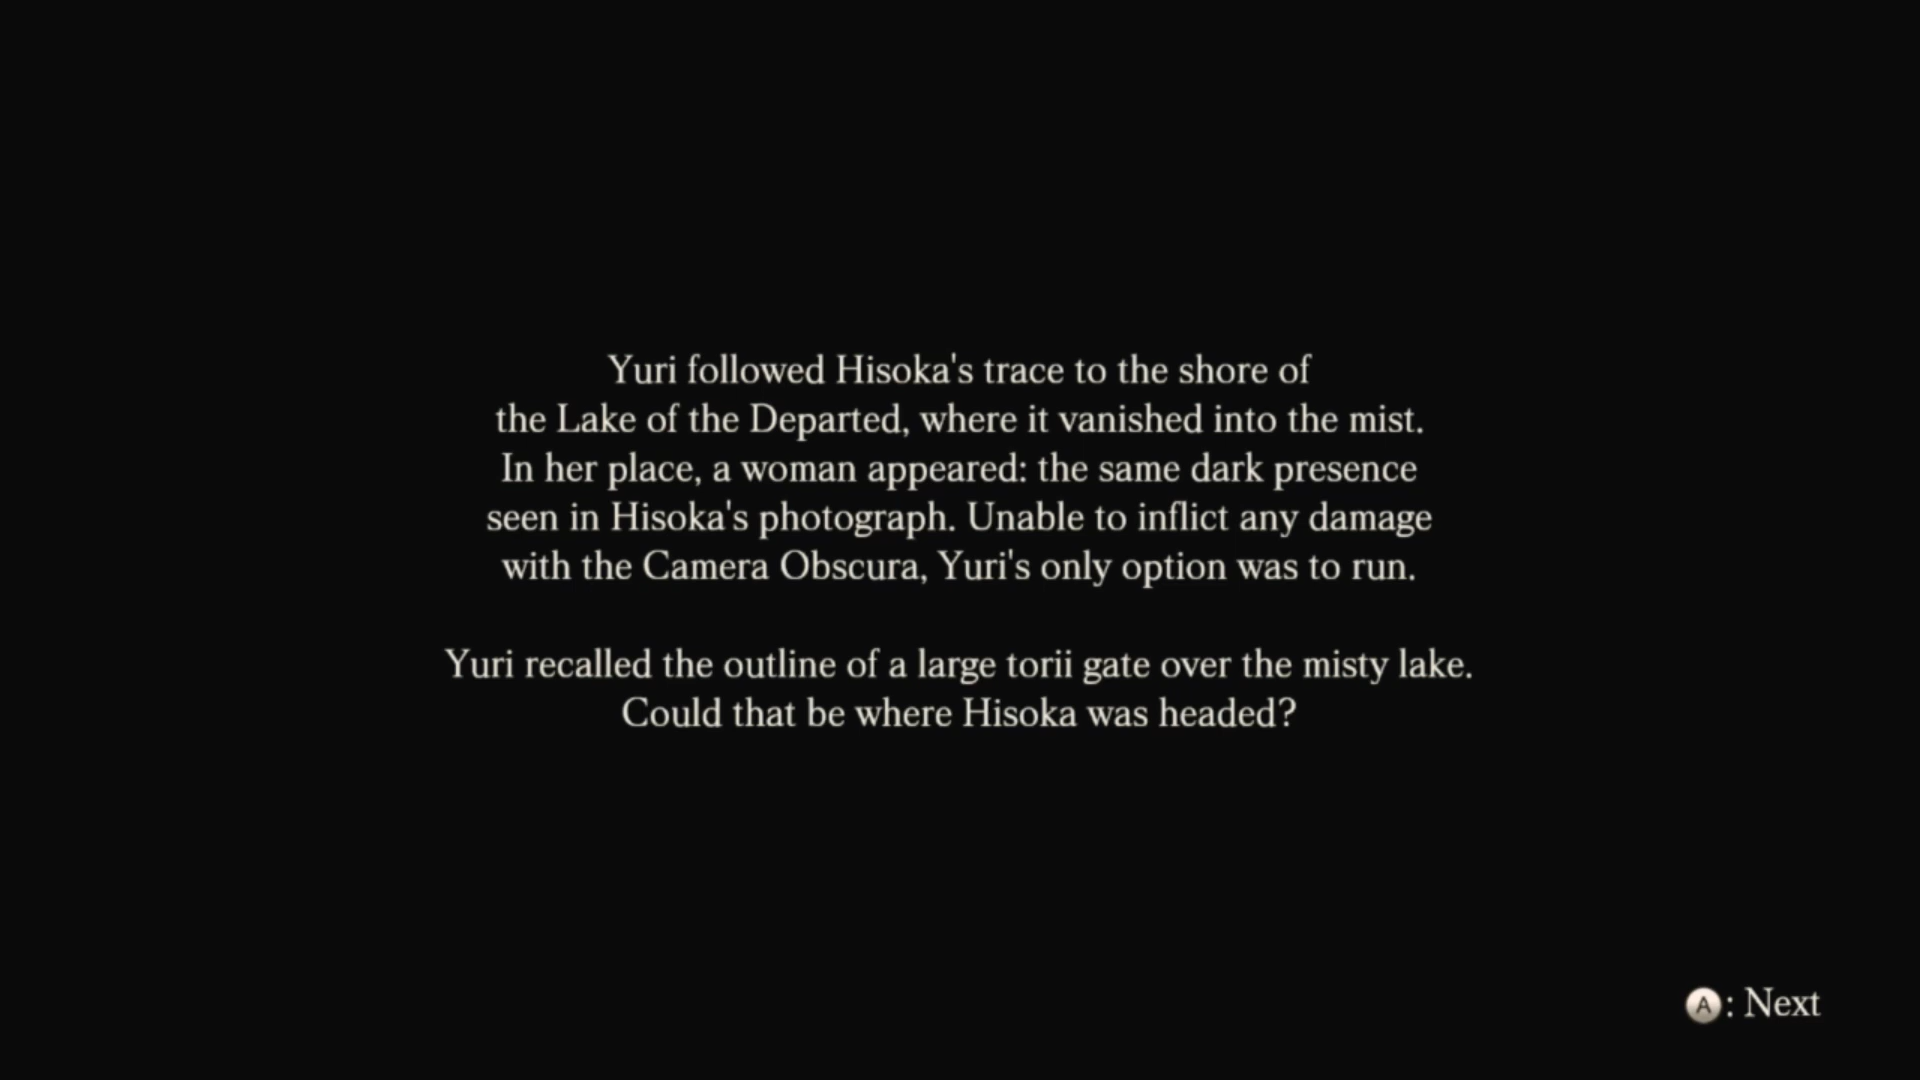 Yuri followed Hisoka's trace to the shore of
the Lake of the Departed, where it vanished into the mist.
In her place, a woman appeared: the same dark presence
seen in Hisoka's photograph. Unable to inflict any damage
with the Camera Obscura, Yuri's only option was to run.
Yuri recalled the outline of a large torii gate over the misty lake.
Could that be where Hisoka was headed?
A: Next